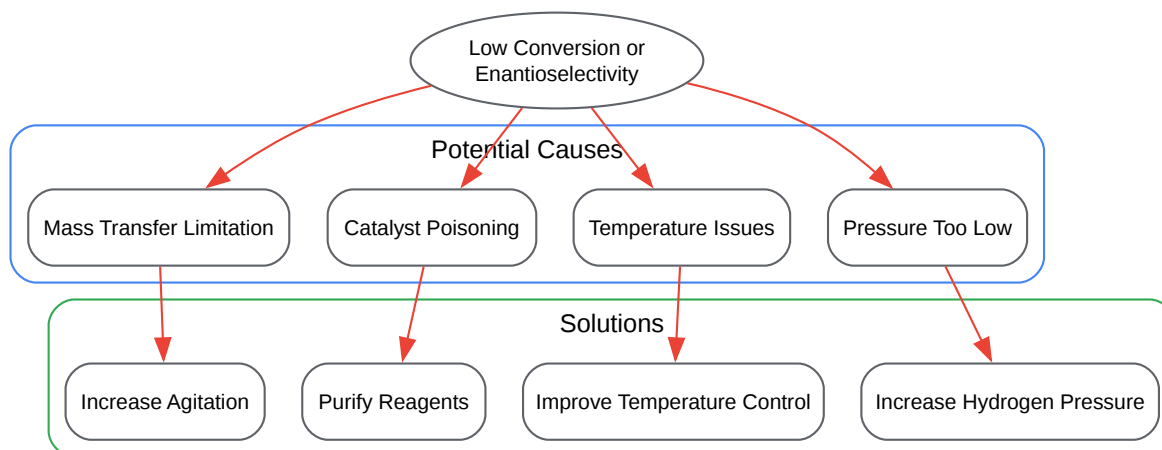 Low Conversion or
Enantioselectivity
Potential Causes
Mass Transfer Limitation
Catalyst Poisoning
Temperature Issues
Pressure Too Low
Solutions
Increase Agitation
Purify Reagents
Improve Temperature Control
Increase Hydrogen Pressure